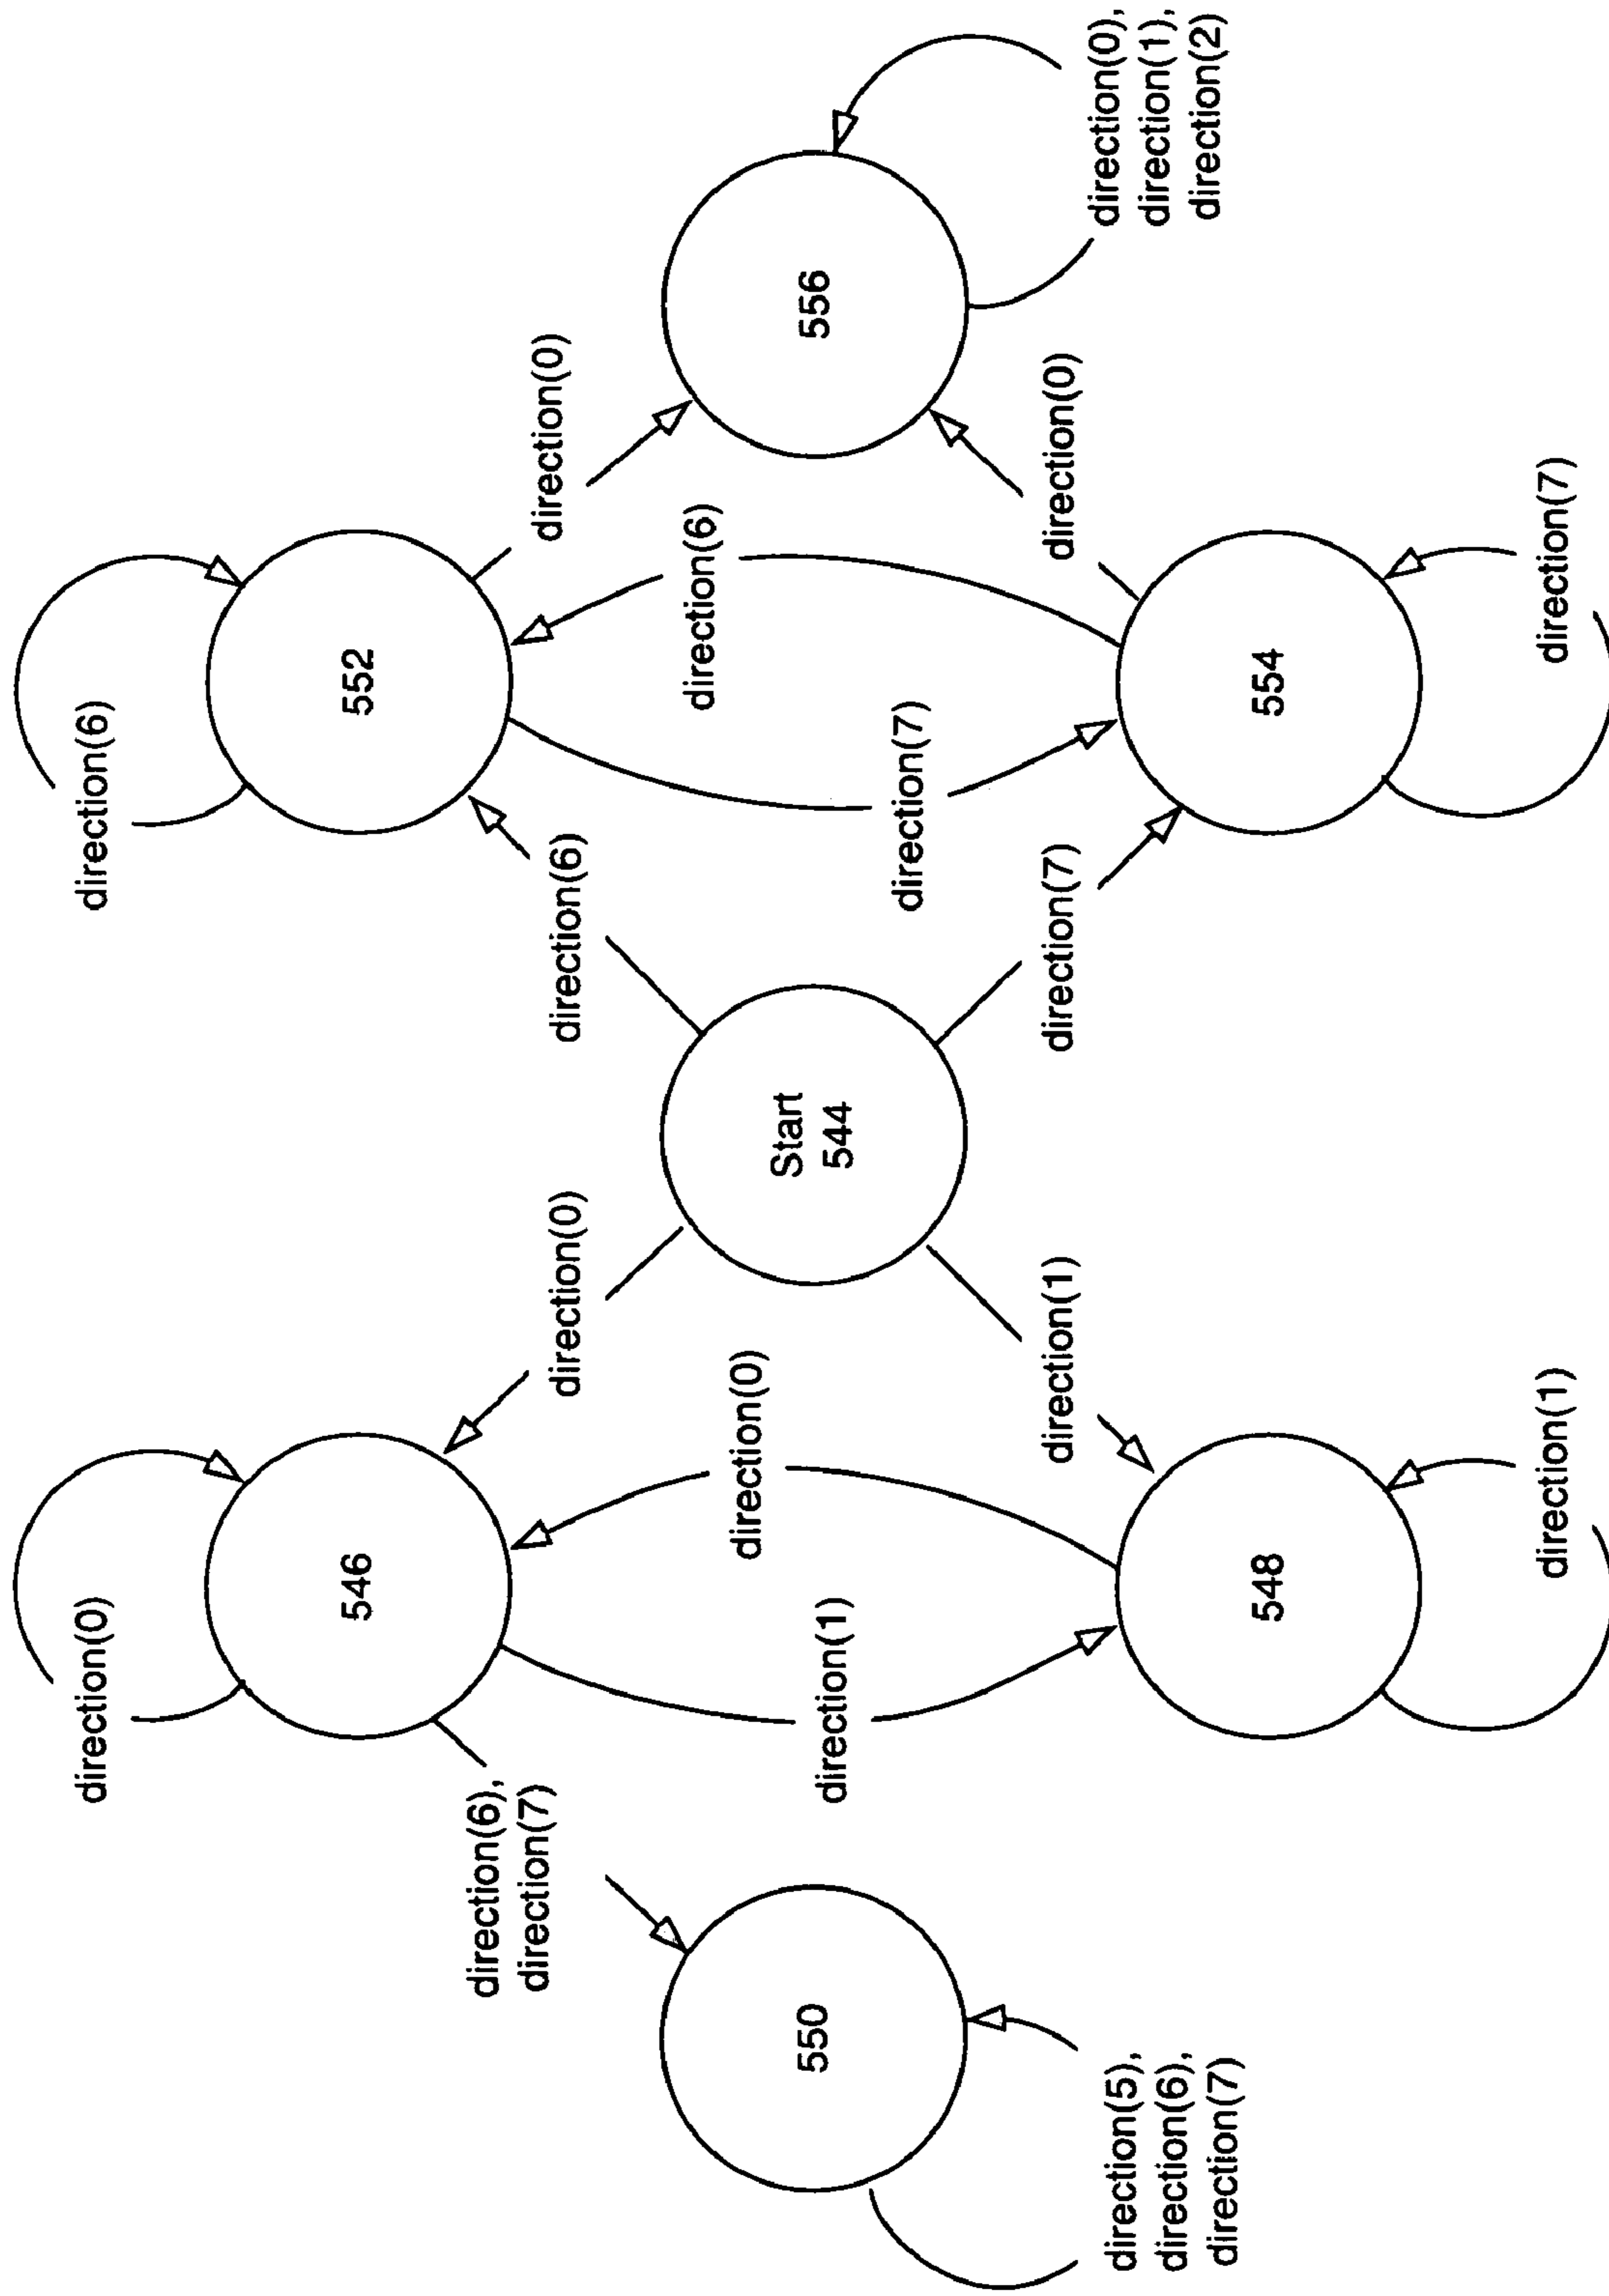 direction(0)
direction(6)
546
552
direction(6),
direction(7)
direction(0)
direction(6)
direction(0)
direction(0)
direction(6)
550
Start
544
556
direction(1)
direction(7)
direction(1)
direction(7)
direction(0)
direction(5),
direction(6),
direction(7)
direction(0),
direction(1),
direction(2)
548
554
direction(1)
direction(7)